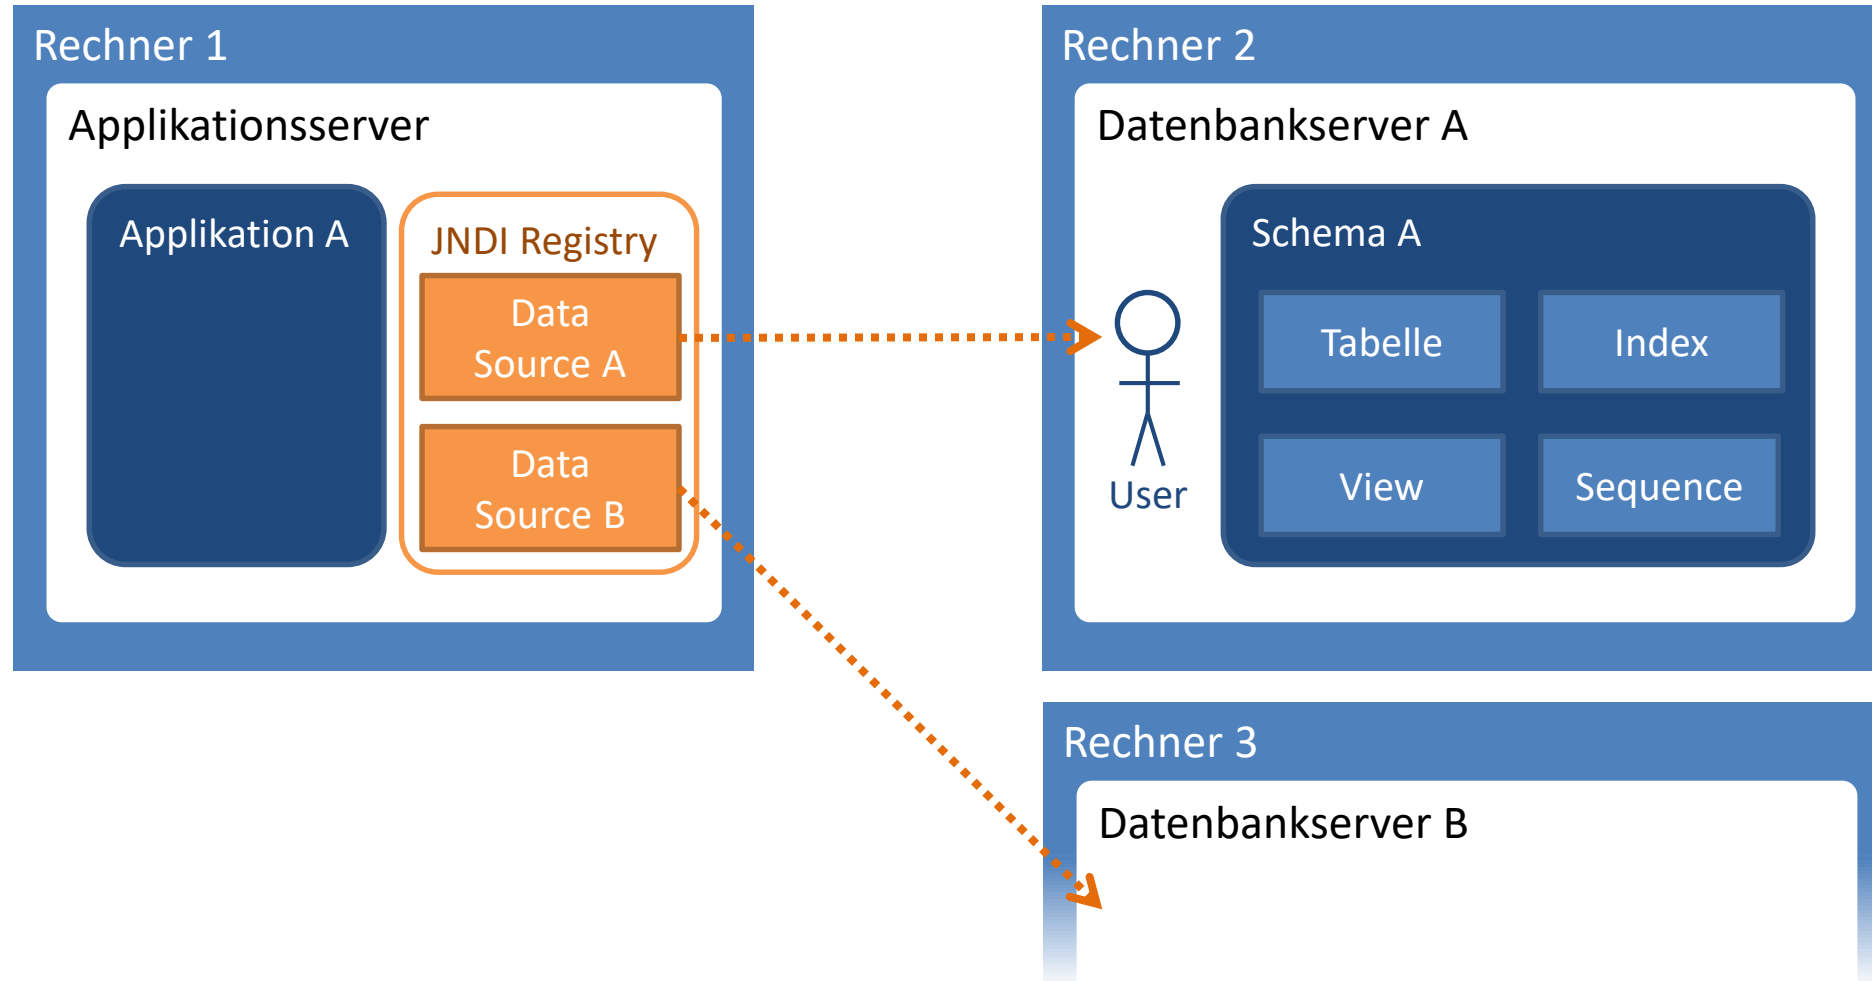 Rechner 1
Applikationsserver
Applikation A
JNDI Registry
Data
Source A
Data
Source B
Rechner 2
Datenbankserver A
User
Schema A
Tabelle
Index
View
Sequence
Rechner 3
Datenbankserver B